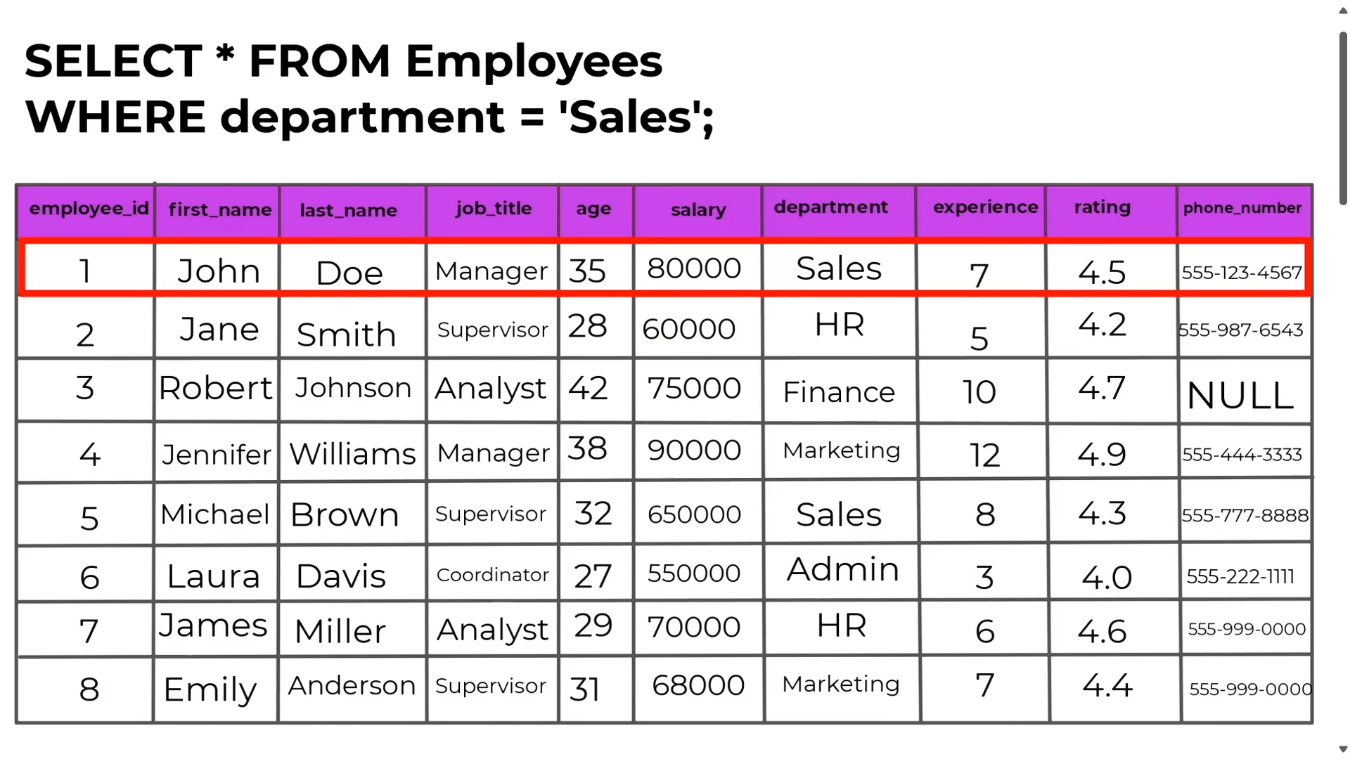 SELECT * FROM Employees
WHERE department = 'Sales';
employee_id first_name last_name job_title age salary department experience rating phone_number
1 John Doe Manager 35 80000 Sales 7 4.5 555-123-4567
2 Jane Smith Supervisor 28 60000 HR 5 4.2 555-987-6543
3 Robert Johnson Analyst 42 75000 Finance 10 4.7 NULL
4 Jennifer Williams Manager 38 90000 Marketing 12 4.9 555-444-3333
5 Michael Brown Supervisor 32 650000 Sales 8 4.3 555-777-8888
6 Laura Davis Coordinator 27 550000 Admin 3 4.0 555-222-1111
7 James Miller Analyst 29 70000 HR 6 4.6 555-999-0000
8 Emily Anderson Supervisor 31 68000 Marketing 7 4.4 555-999-0000